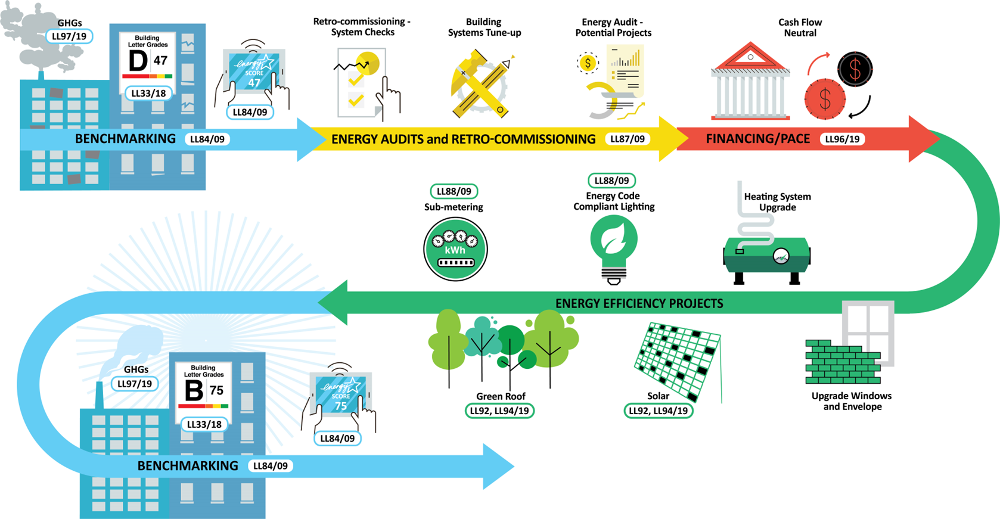 GHGs
LL97/19
Building
Letter Grades
D 47
LL33/18
energy
SCORE
47
LL84/09
Retro-commissioning -
System Checks
Building
Systems Tune-up
Energy Audit -
Potential Projects
$
Cash Flow
Neutral
$
$
BENCHMARKING LL84/09
ENERGY AUDITS and RETRO-COMMISSIONING LL87/09
FINANCING/PACE LL96/19
LL88/09
Sub-metering
kWh
LL88/09
Energy Code
Compliant Lighting
Heating System
Upgrade
ENERGY EFFICIENCY PROJECTS
Green Roof
LL92, LL94/19
Solar
LL92, LL94/19
Upgrade Windows
and Envelope
GHGs
LL97/19
Building
Letter Grades
B 75
LL33/18
energy
SCORE
75
LL84/09
BENCHMARKING LL84/09